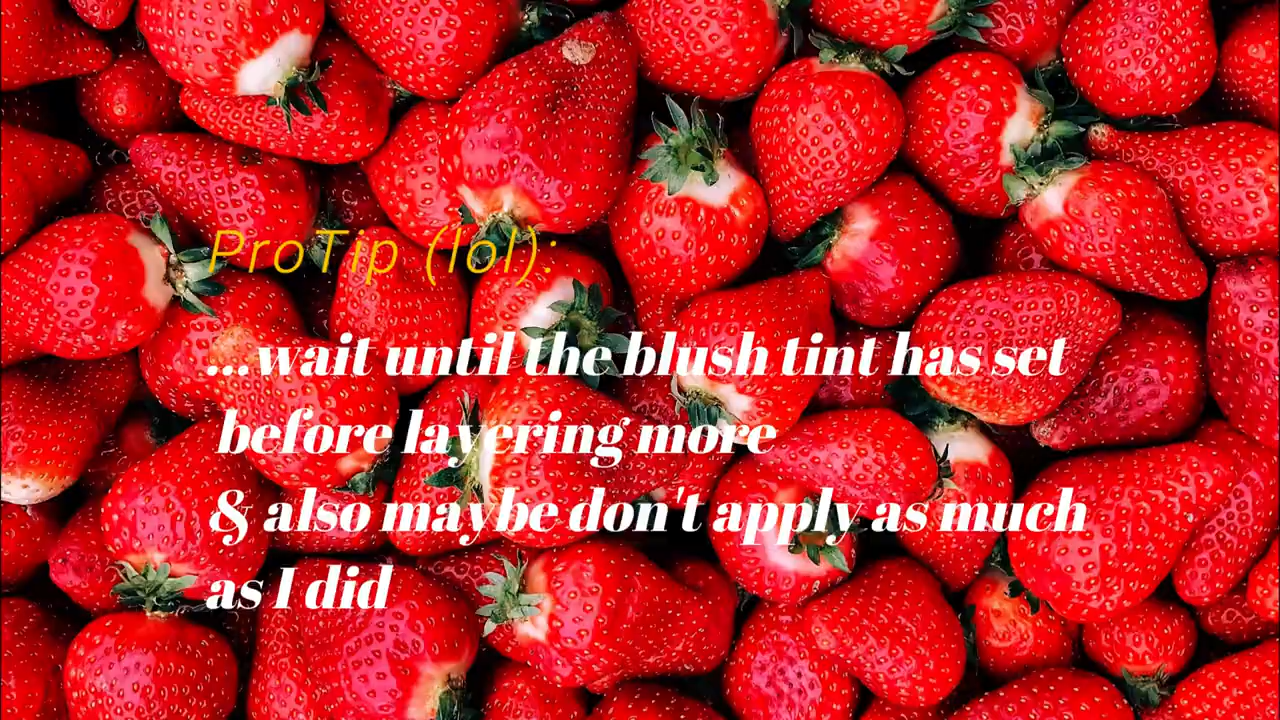 ProTip (lol):
...wait until the blush tint has set
before layering more
& also maybe don't apply as much
as I did